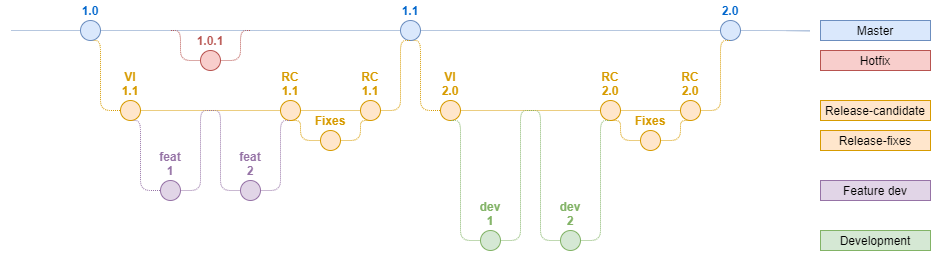 1.0
1.1
2.0
Master
1.0.1
Hotfix
VI
1.1
RC
1.1
RC
1.1
VI
2.0
RC
2.0
RC
2.0
Release-candidate
Fixes
Fixes
Release-fixes
feat
1
feat
2
Feature dev
dev
1
dev
2
Development